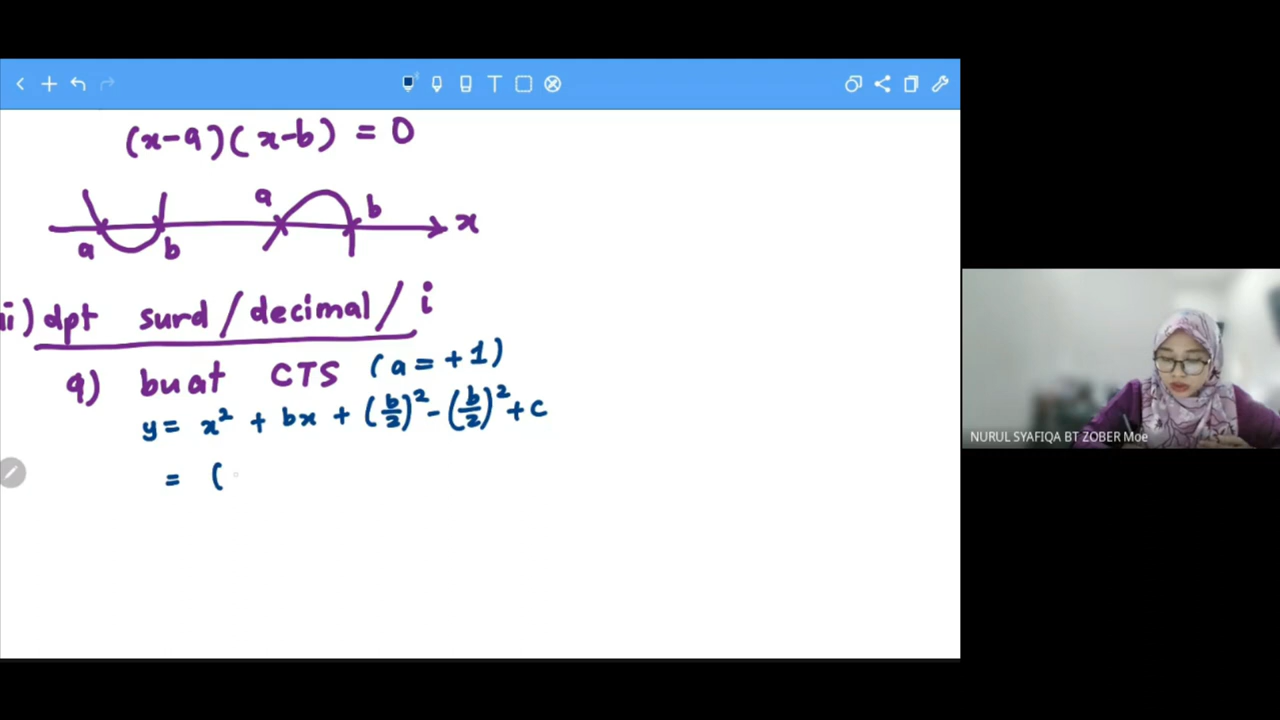 (x-a)(x-b) = 0
a b
a b x
ii) dpt surd/decimal/i
a) buat CTS (a = +1)
y = x² + bx + (b/2)² - (b/2)² + c
= (
NURUL SYAFIQA BT ZOBER Moe